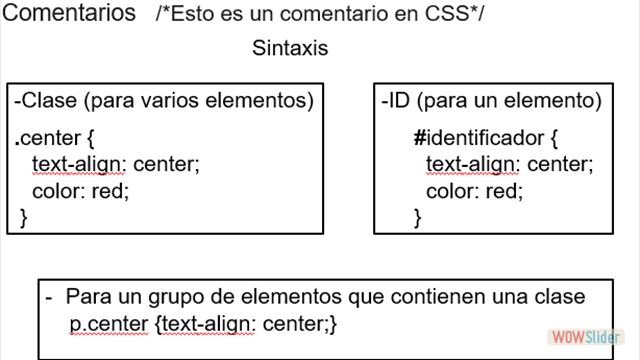 Comentarios /*Esto es un comentario en CSS*/
Sintaxis
-Clase (para varios elementos)
.center {
text-align: center;
color: red;
}
-ID (para un elemento)
#identificador {
text-align: center;
color: red;
}
- Para un grupo de elementos que contienen una clase
p.center {text-align: center;}
WOWSlider